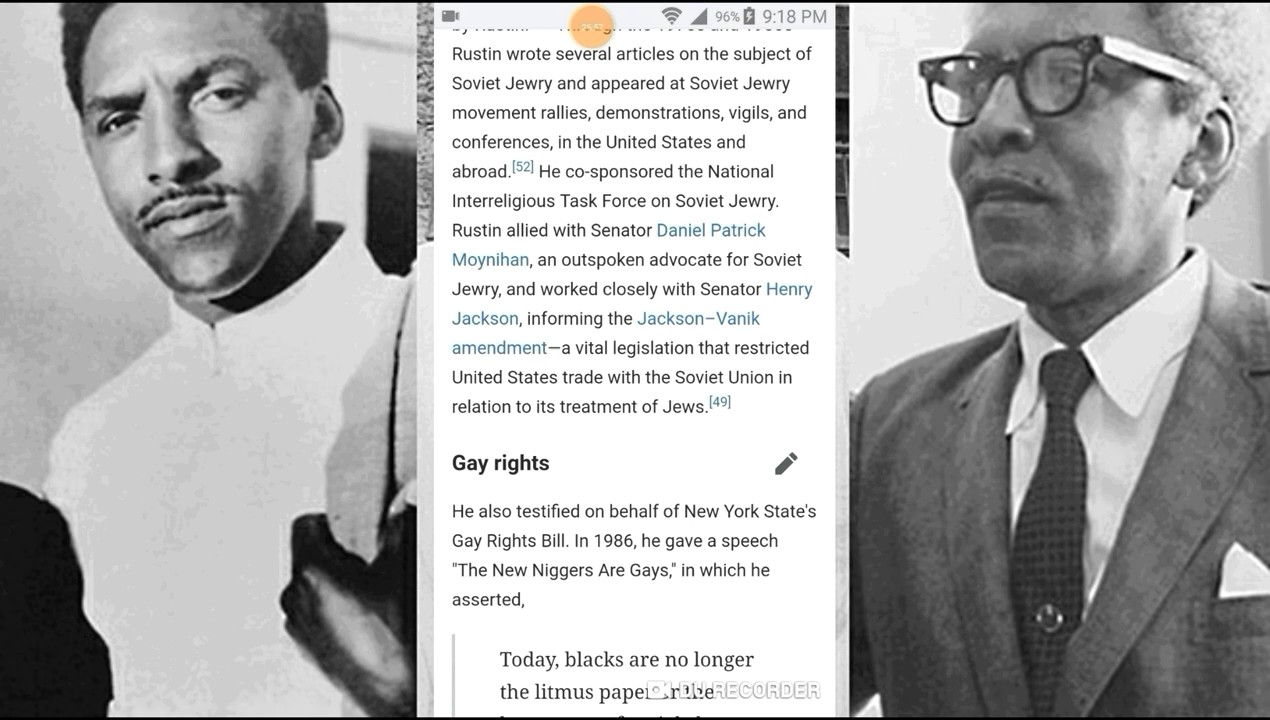 96% 9:18 PM
Rustin wrote several articles on the subject of
Soviet Jewry and appeared at Soviet Jewry
movement rallies, demonstrations, vigils, and
conferences, in the United States and
abroad.[52] He co-sponsored the National
Interreligious Task Force on Soviet Jewry.
Rustin allied with Senator Daniel Patrick
Moynihan, an outspoken advocate for Soviet
Jewry, and worked closely with Senator Henry
Jackson, informing the Jackson–Vanik
amendment—a vital legislation that restricted
United States trade with the Soviet Union in
relation to its treatment of Jews.[49]
Gay rights
He also testified on behalf of New York State's
Gay Rights Bill. In 1986, he gave a speech
"The New Niggers Are Gays," in which he
asserted,
Today, blacks are no longer
the litmus paper or the
DU RECORDER